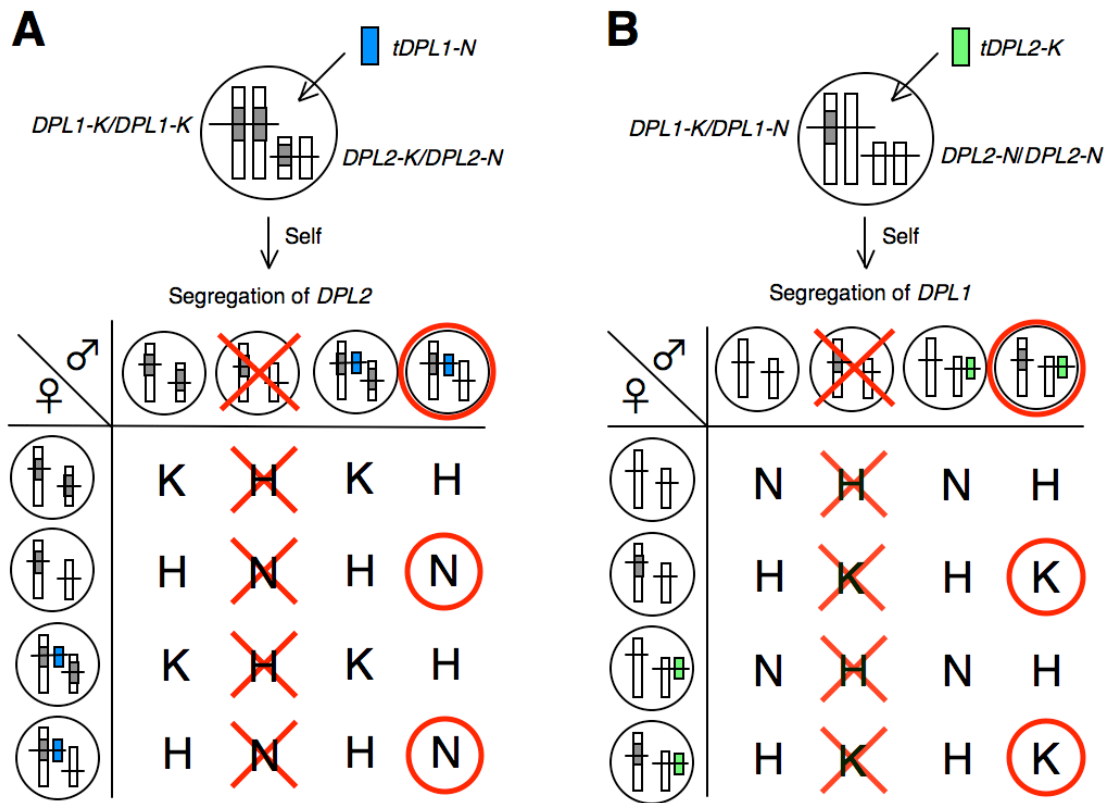 A
tDPL1-N
DPL1-K/DPL1-K
DPL2-K/DPL2-N
Self
Segregation of DPL2
♂
♀
K H K H
H N H N
K H K H
H N H N
B
tDPL2-K
DPL1-K/DPL1-N
DPL2-N/DPL2-N
Self
Segregation of DPL1
♂
♀
N H N H
H K H K
N H N H
H K H K